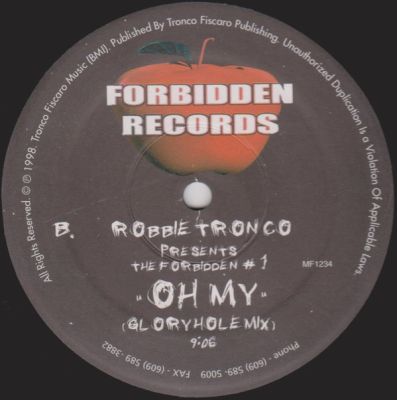 All Rights Reserved. © ℗ 1998. Tronco Fiscaro Music (BMI). Published By Tronco Fiscaro Publishing. Unauthorized Duplication Is a Violation Of Applicable Laws.
FORBIDDEN
RECORDS
B. ROBBIE TRONCO
PRESENTS
THE FORBIDDEN #1
MF1234
"OH MY"
(GLORYHOLE MIX)
9:06
Phone - (609) 589- 5009 FAX - (609) 589 -3882